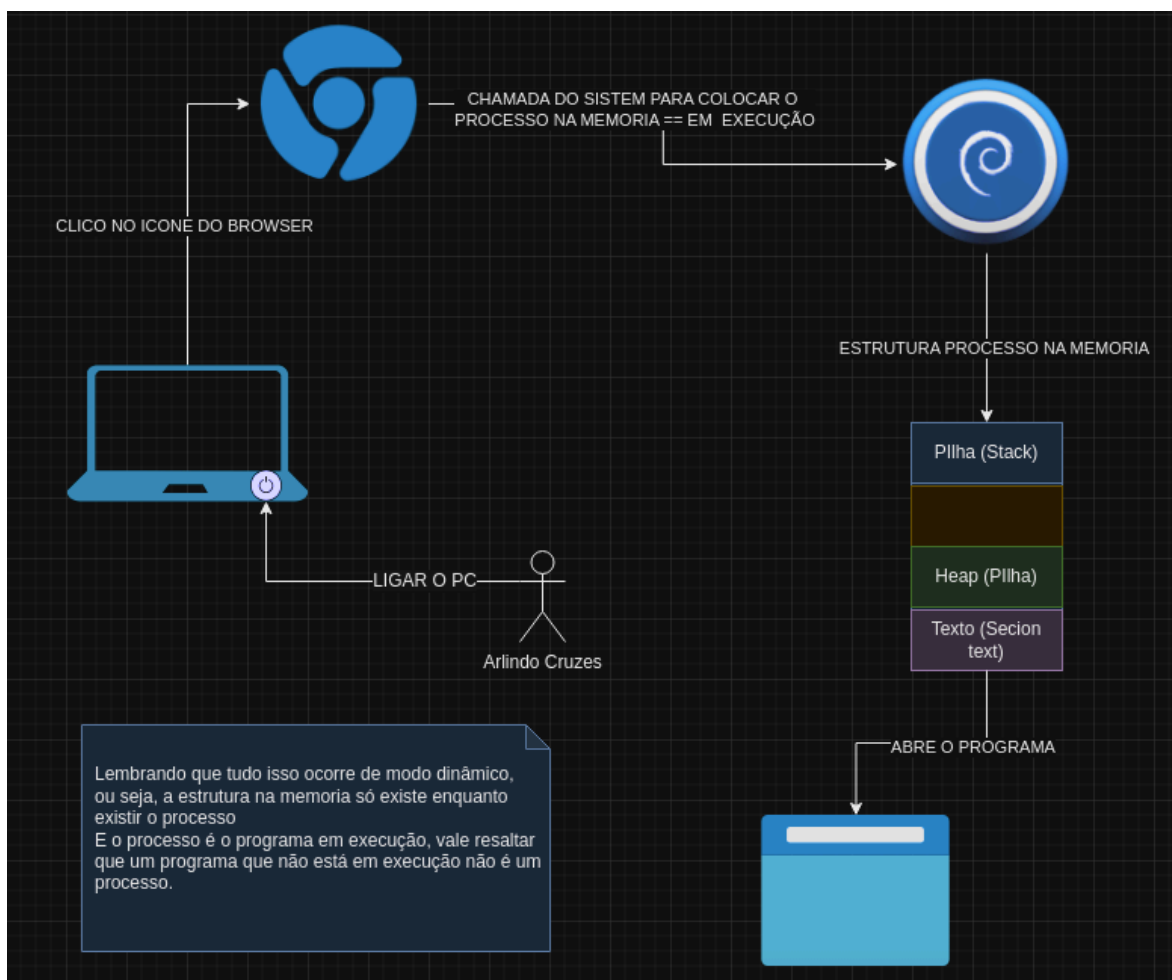 CHAMADA DO SISTEM PARA COLOCAR O
PROCESSO NA MEMORIA == EM EXECUÇÃO
CLICO NO ICONE DO BROWSER
ESTRUTURA PROCESSO NA MEMORIA
PIlha (Stack)
Heap (PIlha)
Texto (Secion
text)
LIGAR O PC
Arlindo Cruzes
ABRE O PROGRAMA
Lembrando que tudo isso ocorre de modo dinâmico,
ou seja, a estrutura na memoria só existe enquanto
existir o processo
E o processo é o programa em execução, vale resaltar
que um programa que não está em execução não é um
processo.